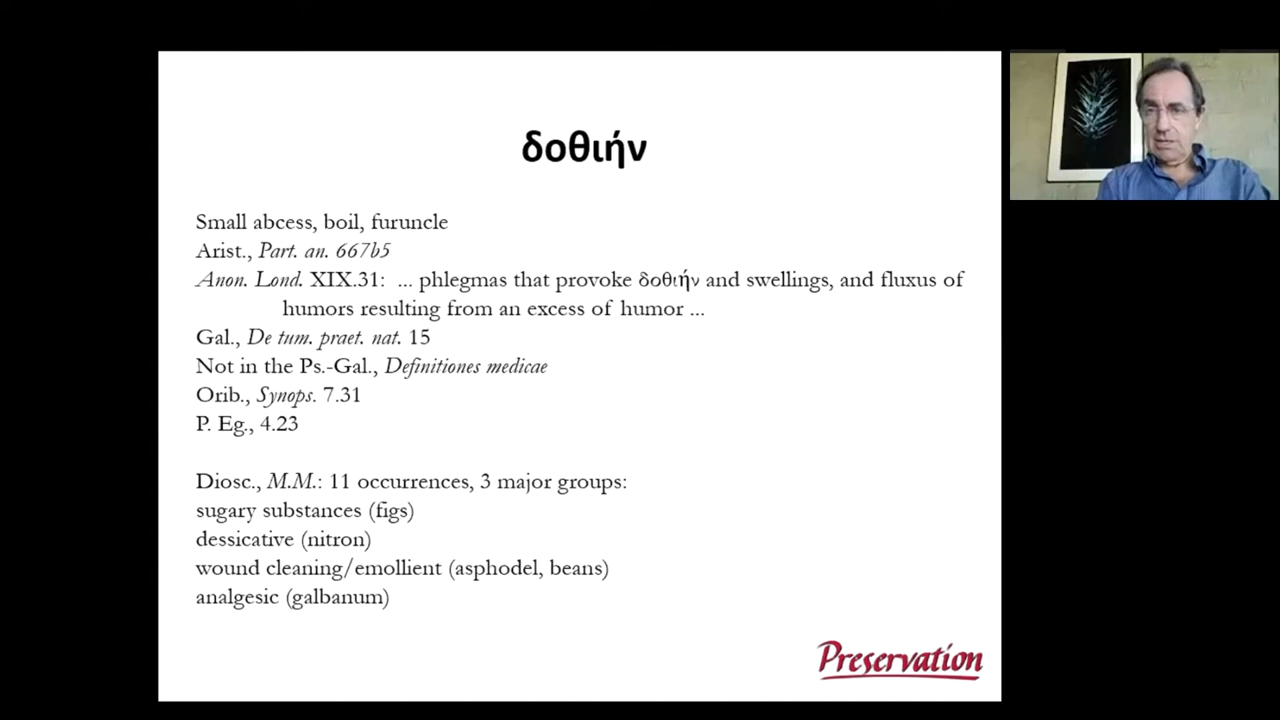 δοθιήν
Small abcess, boil, furuncle
Arist., Part. an. 667b5
Anon. Lond. XIX.31: ... phlegmas that provoke δοθιήν and swellings, and fluxus of
humors resulting from an excess of humor ...
Gal., De tum. praet. nat. 15
Not in the Ps.-Gal., Definitiones medicae
Orib., Synops. 7.31
P. Eg., 4.23
Diosc., M.M.: 11 occurrences, 3 major groups:
sugary substances (figs)
dessicative (nitron)
wound cleaning/emollient (asphodel, beans)
analgesic (galbanum)
Preservation